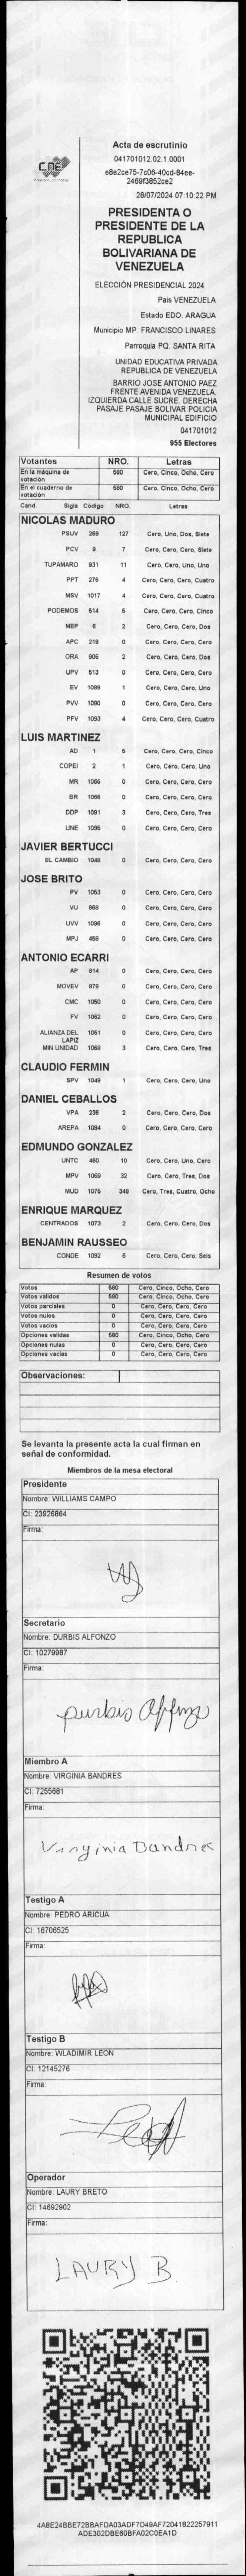 CNE
Acta de escrutinio
041701012.02.1.0001
e8e2ce75-7c06-40cd-84ee-
2469f3852ce2
28/07/2024 07:10:22 PM
PRESIDENTA O
PRESIDENTE DE LA
REPUBLICA
BOLIVARIANA DE
VENEZUELA
ELECCIÓN PRESIDENCIAL 2024
Pais VENEZUELA
Estado EDO. ARAGUA
Municipio MP. FRANCISCO LINARES
Parroquia PQ. SANTA RITA
UNIDAD EDUCATIVA PRIVADA
REPUBLICA DE VENEZUELA
BARRIO JOSE ANTONIO PAEZ
FRENTE AVENIDA VENEZUELA.
IZQUIERDA CALLE SUCRE. DERECHA
PASAJE PASAJE BOLIVAR POLICIA
MUNICIPAL EDIFICIO
041701012
955 Electores
Votantes NRO. Letras
En la máquina de votación 580 Cero, Cinco, Ocho, Cero
En el cuaderno de votación 580 Cero, Cinco, Ocho, Cero
Cand. Sigla Código NRO. Letras
NICOLAS MADURO
PSUV 269 127 Cero, Uno, Dos, Siete
PCV 9 7 Cero, Cero, Cero, Siete
TUPAMARO 931 11 Cero, Cero, Uno, Uno
PPT 276 4 Cero, Cero, Cero, Cuatro
MSV 1017 4 Cero, Cero, Cero, Cuatro
PODEMOS 514 5 Cero, Cero, Cero, Cinco
MEP 6 2 Cero, Cero, Cero, Dos
APC 219 0 Cero, Cero, Cero, Cero
ORA 906 2 Cero, Cero, Cero, Dos
UPV 513 0 Cero, Cero, Cero, Cero
EV 1089 1 Cero, Cero, Cero, Uno
PVV 1090 0 Cero, Cero, Cero, Cero
PFV 1093 4 Cero, Cero, Cero, Cuatro
LUIS MARTINEZ
AD 1 5 Cero, Cero, Cero, Cinco
COPEI 2 1 Cero, Cero, Cero, Uno
MR 1065 0 Cero, Cero, Cero, Cero
BR 1066 0 Cero, Cero, Cero, Cero
DDP 1091 3 Cero, Cero, Cero, Tres
UNE 1095 0 Cero, Cero, Cero, Cero
JAVIER BERTUCCI
EL CAMBIO 1048 0 Cero, Cero, Cero, Cero
JOSE BRITO
PV 1053 0 Cero, Cero, Cero, Cero
VU 868 0 Cero, Cero, Cero, Cero
UVV 1096 0 Cero, Cero, Cero, Cero
MPJ 458 0 Cero, Cero, Cero, Cero
ANTONIO ECARRI
AP 814 0 Cero, Cero, Cero, Cero
MOVEV 978 0 Cero, Cero, Cero, Cero
CMC 1050 0 Cero, Cero, Cero, Cero
FV 1062 0 Cero, Cero, Cero, Cero
ALIANZA DEL LÁPIZ 1051 0 Cero, Cero, Cero, Cero
MIN UNIDAD 1068 3 Cero, Cero, Cero, Tres
CLAUDIO FERMIN
SPV 1049 1 Cero, Cero, Cero, Uno
DANIEL CEBALLOS
VPA 236 2 Cero, Cero, Cero, Dos
AREPA 1094 0 Cero, Cero, Cero, Cero
EDMUNDO GONZALEZ
UNTC 460 10 Cero, Cero, Uno, Cero
MPV 1069 32 Cero, Cero, Tres, Dos
MUD 1075 348 Cero, Tres, Cuatro, Ocho
ENRIQUE MARQUEZ
CENTRADOS 1073 2 Cero, Cero, Cero, Dos
BENJAMIN RAUSSEO
CONDE 1092 6 Cero, Cero, Cero, Seis
Resumen de votos
Votos 580 Cero, Cinco, Ocho, Cero
Votos validos 580 Cero, Cinco, Ocho, Cero
Votos parciales 0 Cero, Cero, Cero, Cero
Votos nulos 0 Cero, Cero, Cero, Cero
Votos vacios 0 Cero, Cero, Cero, Cero
Opciones validas 580 Cero, Cinco, Ocho, Cero
Opciones nulas 0 Cero, Cero, Cero, Cero
Opciones vacias 0 Cero, Cero, Cero, Cero
Observaciones:
Se levanta la presente acta la cual firman en
señal de conformidad.
Miembros de la mesa electoral
Presidente
Nombre: WILLIAMS CAMPO
CI: 23926864
Firma:
Secretario
Nombre: DURBIS ALFONZO
CI: 10279987
Firma:
Durbis Alfonzo
Miembro A
Nombre: VIRGINIA BANDRES
CI: 7255681
Firma:
Virginia Bandres
Testigo A
Nombre: PEDRO ARICUA
CI: 16706525
Firma:
Testigo B
Nombre: WLADIMIR LEON
CI: 12145276
Firma:
Operador
Nombre: LAURY BRETO
CI: 14692902
Firma:
LAURY B
4A8E24BBE72BBAFDA03ADF7D49AF72041822257911
ADE302DBE60BFA02C0EA1D